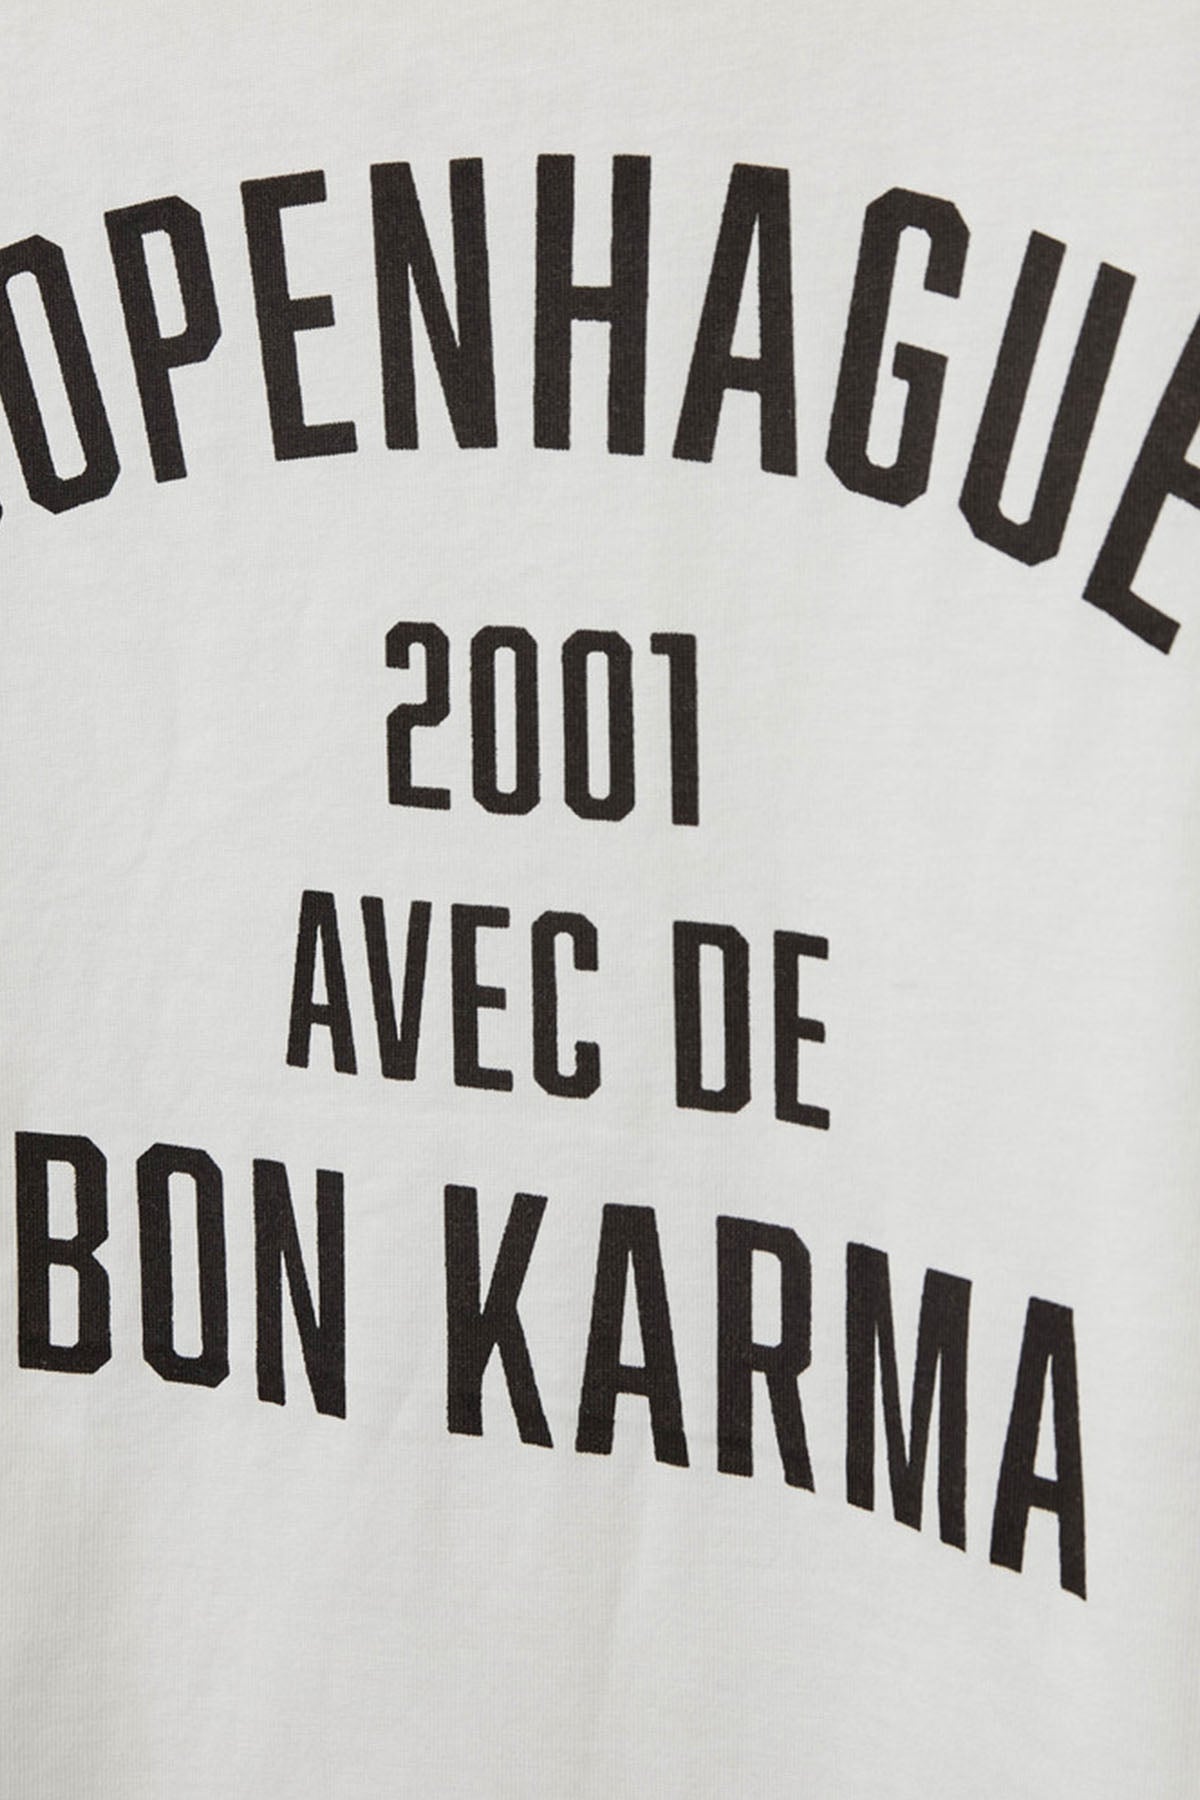 COPENHAGUE
2001
AVEC DE
BON KARMA